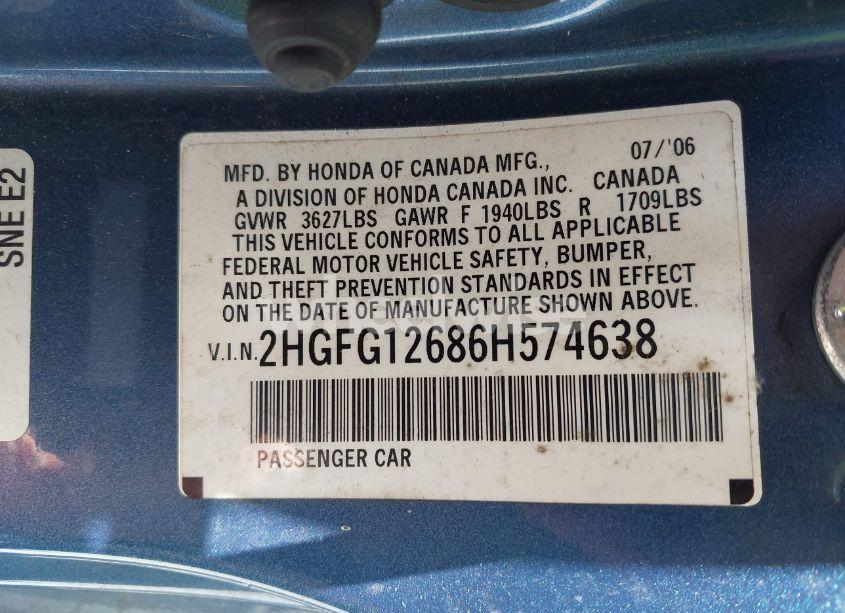 SNE E2
MFD. BY HONDA OF CANADA MFG., 07/'06
A DIVISION OF HONDA CANADA INC. CANADA
GVWR 3627LBS GAWR F 1940LBS R 1709LBS
THIS VEHICLE CONFORMS TO ALL APPLICABLE
FEDERAL MOTOR VEHICLE SAFETY, BUMPER,
AND THEFT PREVENTION STANDARDS IN EFFECT
ON THE DATE OF MANUFACTURE SHOWN ABOVE.
V.I.N. 2HGFG12686H574638
PASSENGER CAR